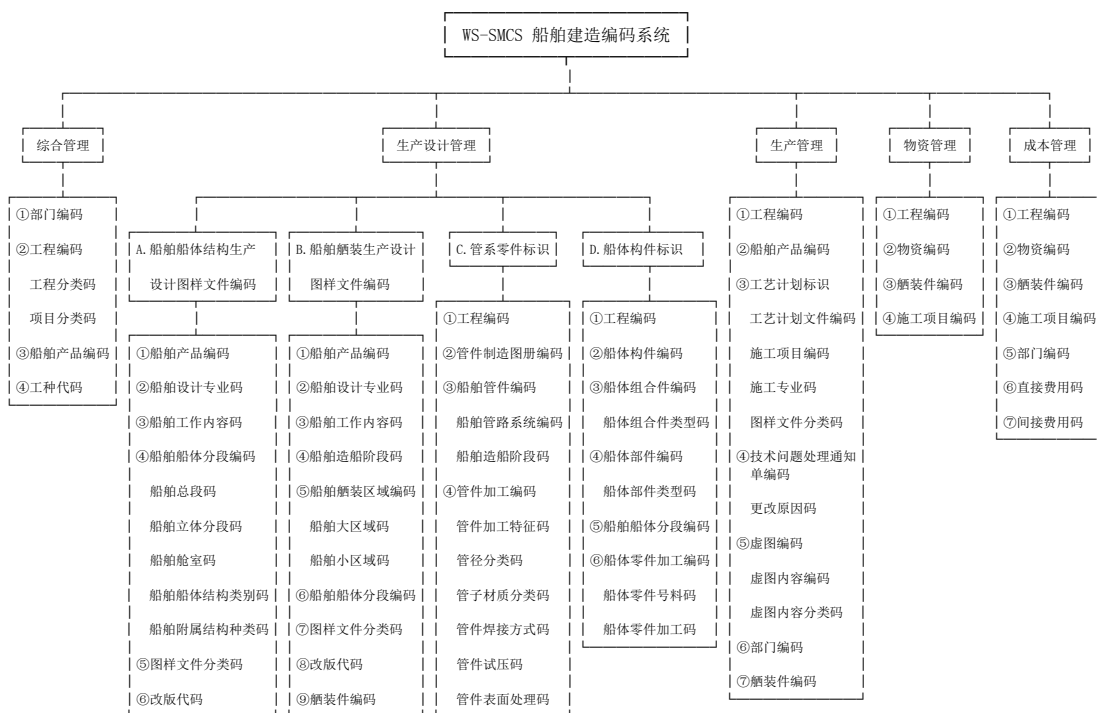 WS-SMCS 船舶建造编码系统
综合管理
生产设计管理
生产管理
物资管理
成本管理
①部门编码
②工程编码
工程分类码
项目分类码
③船舶产品编码
④工种代码
A.船舶船体结构生产
设计图样文件编码
①船舶产品编码
②船舶设计专业码
③船舶工作内容码
④船舶船体分段编码
船舶总段码
船舶立体分段码
船舶舱室码
船舶船体结构类别码
船舶附属结构种类码
⑤图样文件分类码
⑥改版代码
B.船舶舾装生产设计
图样文件编码
①船舶产品编码
②船舶设计专业码
③船舶工作内容码
④船舶造船阶段码
⑤船舶舾装区域编码
船舶大区域码
船舶小区域码
⑥船舶船体分段编码
⑦图样文件分类码
⑧改版代码
⑨舾装件编码
C.管系零件标识
①工程编码
②管件制造图册编码
③船舶管件编码
船舶管路系统编码
船舶造船阶段码
④管件加工编码
管件加工特征码
管径分类码
管子材质分类码
管件焊接方式码
管件试压码
管件表面处理码
D.船体构件标识
①工程编码
②船体构件编码
③船体组合件编码
船体组合件类型码
④船体部件编码
船体部件类型码
⑤船舶船体分段编码
⑥船体零件加工编码
船体零件号料码
船体零件加工码
①工程编码
②船舶产品编码
③工艺计划标识
工艺计划文件编码
施工项目编码
施工专业码
图样文件分类码
④技术问题处理通知
单编码
更改原因码
⑤虚图编码
虚图内容编码
虚图内容分类码
⑥部门编码
⑦舾装件编码
①工程编码
②物资编码
③舾装件编码
④施工项目编码
①工程编码
②物资编码
③舾装件编码
④施工项目编码
⑤部门编码
⑥直接费用码
⑦间接费用码